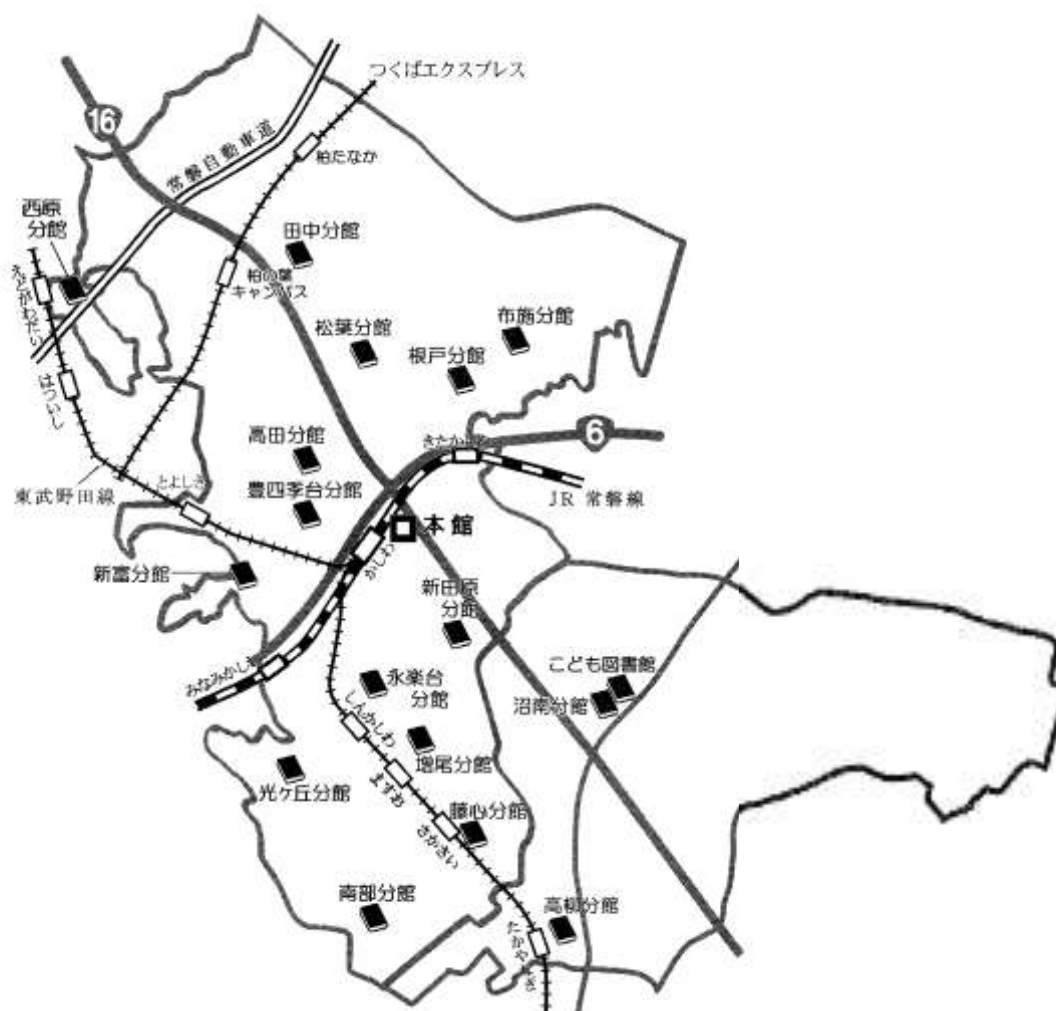 つくばエクスプレス
16
常磐自動車道
柏たなか
西原
分館
田中分館
柏の葉
キャンパス
えどがわだい
松葉分館
布施分館
根戸分館
はついし
6
高田分館
東武野田線
とよしき
豊四季台分館
JR 常磐線
本館
かしわ
新富分館
新田原
分館
みなみかしわ
永楽台
分館
こども図書館
沼南分館
しんかしわ
増尾分館
光ヶ丘分館
ますお
藤心分館
さかさい
南部分館
高柳分館